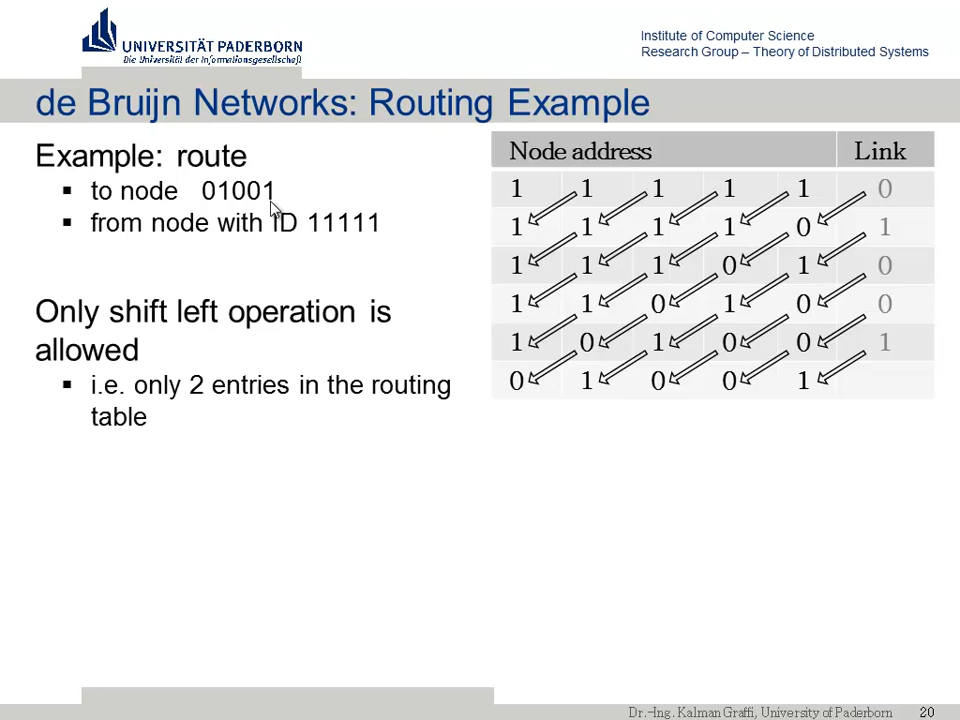 UNIVERSITÄT PADERBORN
Die Universität der Informationsgesellschaft
Institute of Computer Science
Research Group – Theory of Distributed Systems
de Bruijn Networks: Routing Example
Example: route
▪ to node 01001
▪ from node with ID 11111
Only shift left operation is
allowed
▪ i.e. only 2 entries in the routing
table
Node address Link
1 1 1 1 1 0
1 1 1 1 0 1
1 1 1 0 1 0
1 1 0 1 0 0
1 0 1 0 0 1
0 1 0 0 1
Dr.-Ing. Kalman Graffi, University of Paderborn 20